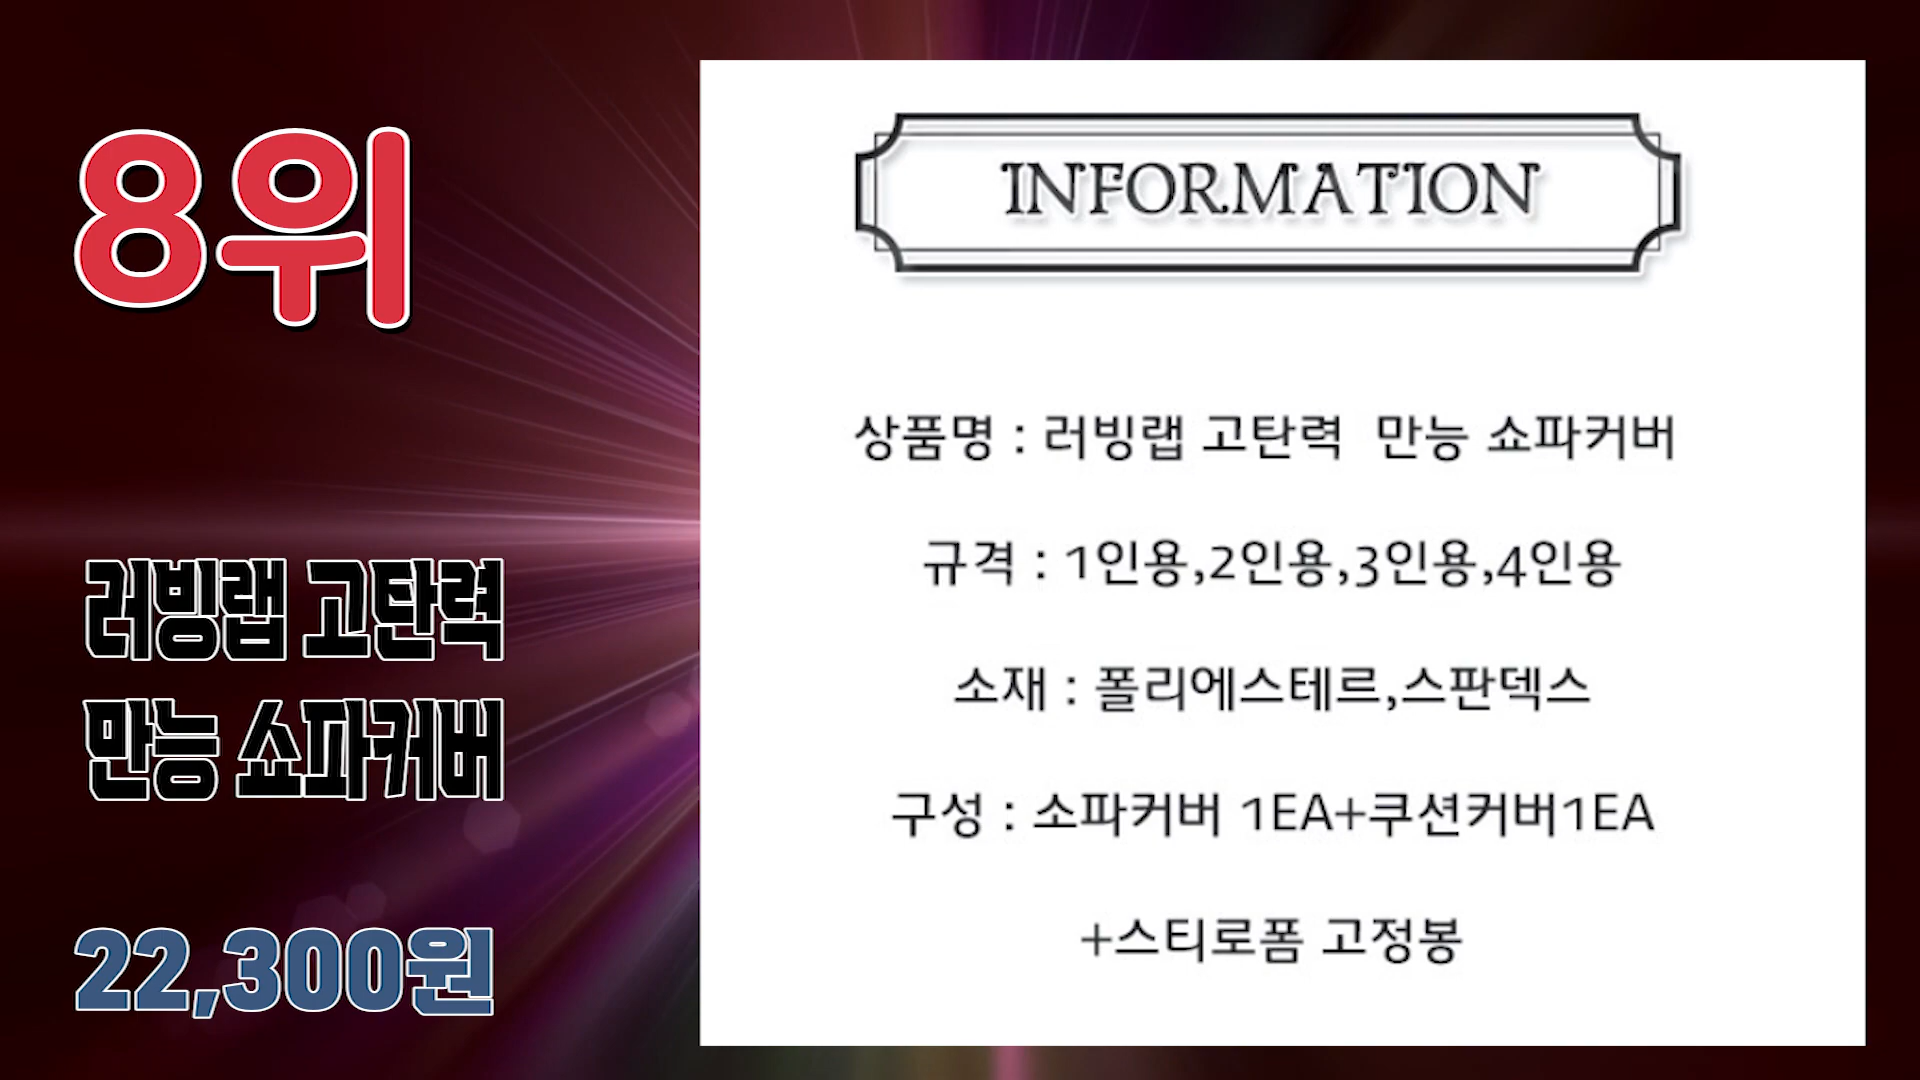 8위
러빙랩 고탄력
만능 쇼파커버
22,300원
INFORMATION
상품명 : 러빙랩 고탄력 만능 쇼파커버
규격 : 1인용,2인용,3인용,4인용
소재 : 폴리에스테르,스판덱스
구성 : 소파커버 1EA+쿠션커버1EA
+스티로폼 고정봉